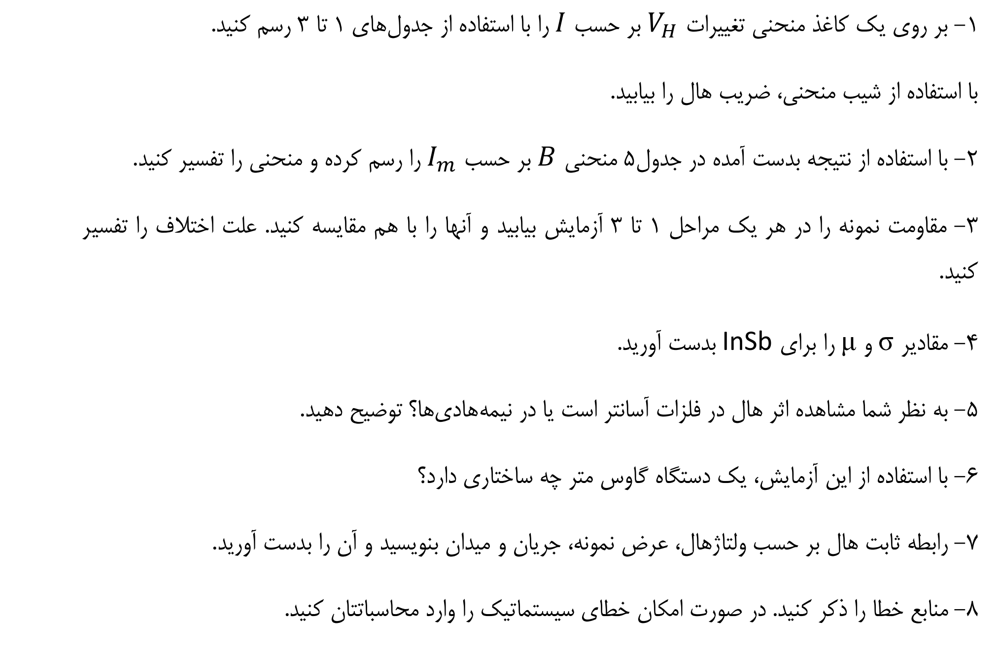 ۱– بر روی یک کاغذ منحنی تغییرات V_H بر حسب I را با استفاده از جدول‌های ۱ تا ۳ رسم کنید.
با استفاده از شیب منحنی، ضریب هال را بیابید.
۲– با استفاده از نتیجه بدست آمده در جدول۵ منحنی B بر حسب I_m را رسم کرده و منحنی را تفسیر کنید.
۳– مقاومت نمونه را در هر یک مراحل ۱ تا ۳ آزمایش بیابید و آنها را با هم مقایسه کنید. علت اختلاف را تفسیر
کنید.
۴– مقادیر σ و μ را برای InSb بدست آورید.
۵– به نظر شما مشاهده اثر هال در فلزات آسانتر است یا در نیمه‌هادی‌ها؟ توضیح دهید.
۶– با استفاده از این آزمایش، یک دستگاه گاوس متر چه ساختاری دارد؟
۷– رابطه ثابت هال بر حسب ولتاژهال، عرض نمونه، جریان و میدان بنویسید و آن را بدست آورید.
۸– منابع خطا را ذکر کنید. در صورت امکان خطای سیستماتیک را وارد محاسباتتان کنید.